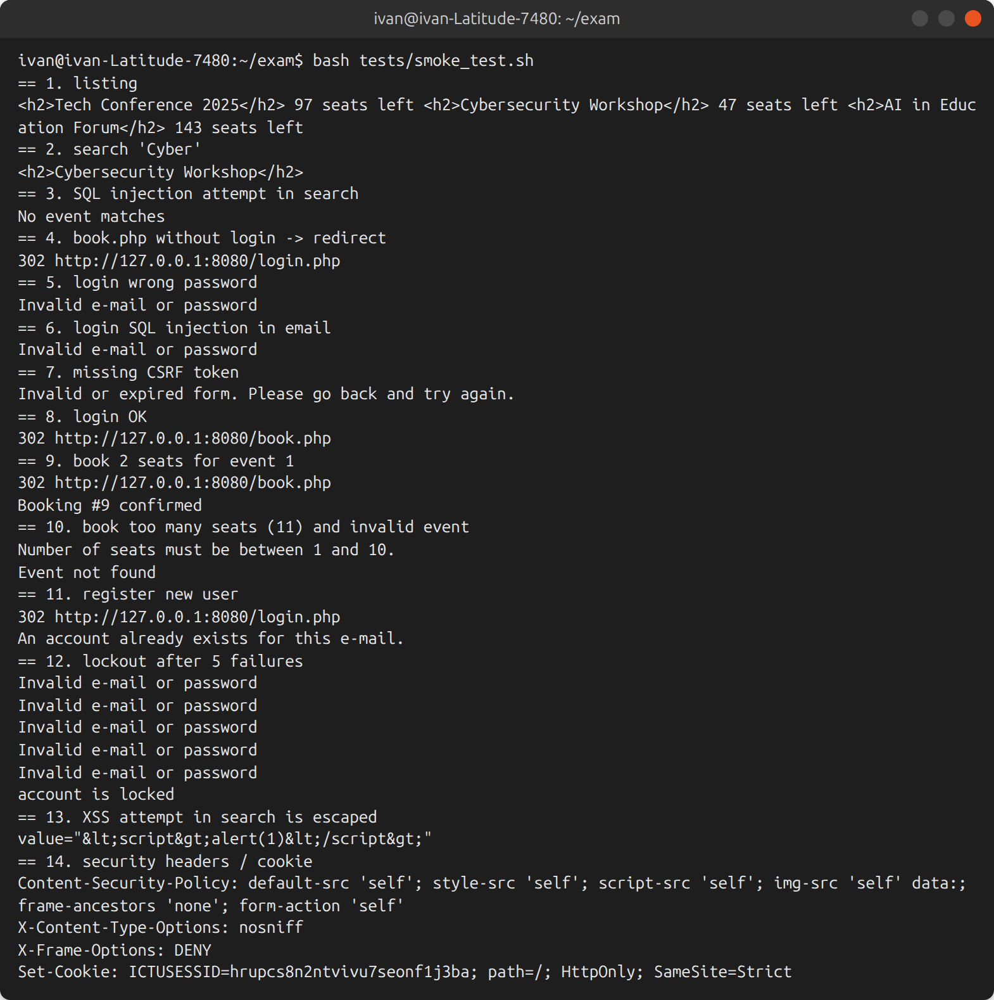 ivan@ivan-Latitude-7480: ~/exam
ivan@ivan-Latitude-7480:~/exam$ bash tests/smoke_test.sh
== 1. listing
<h2>Tech Conference 2025</h2> 97 seats left <h2>Cybersecurity Workshop</h2> 47 seats left <h2>AI in Educ
ation Forum</h2> 143 seats left
== 2. search 'Cyber'
<h2>Cybersecurity Workshop</h2>
== 3. SQL injection attempt in search
No event matches
== 4. book.php without login -> redirect
302 http://127.0.0.1:8080/login.php
== 5. login wrong password
Invalid e-mail or password
== 6. login SQL injection in email
Invalid e-mail or password
== 7. missing CSRF token
Invalid or expired form. Please go back and try again.
== 8. login OK
302 http://127.0.0.1:8080/book.php
== 9. book 2 seats for event 1
302 http://127.0.0.1:8080/book.php
Booking #9 confirmed
== 10. book too many seats (11) and invalid event
Number of seats must be between 1 and 10.
Event not found
== 11. register new user
302 http://127.0.0.1:8080/login.php
An account already exists for this e-mail.
== 12. lockout after 5 failures
Invalid e-mail or password
Invalid e-mail or password
Invalid e-mail or password
Invalid e-mail or password
Invalid e-mail or password
account is locked
== 13. XSS attempt in search is escaped
value="&lt;script&gt;alert(1)&lt;/script&gt;"
== 14. security headers / cookie
Content-Security-Policy: default-src 'self'; style-src 'self'; script-src 'self'; img-src 'self' data:;
frame-ancestors 'none'; form-action 'self'
X-Content-Type-Options: nosniff
X-Frame-Options: DENY
Set-Cookie: ICTUSESSID=hrupcs8n2ntvivu7seonf1j3ba; path=/; HttpOnly; SameSite=Strict